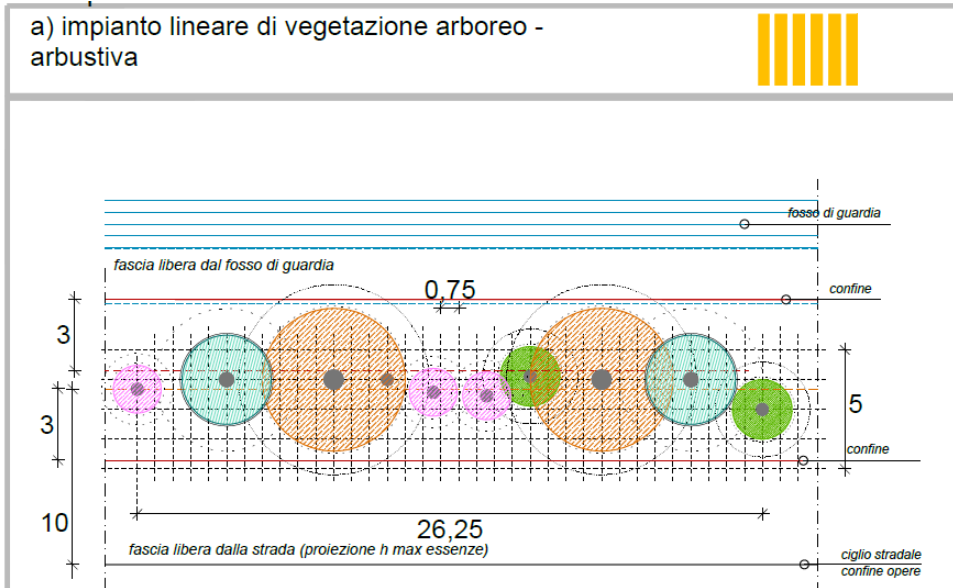 a) impianto lineare di vegetazione arboreo -
arbustiva
fosso di guardia
fascia libera dal fosso di guardia
0,75
confine
3
3
5
confine
10
26,25
fascia libera dalla strada (proiezione h max essenze)
ciglio stradale
confine opere